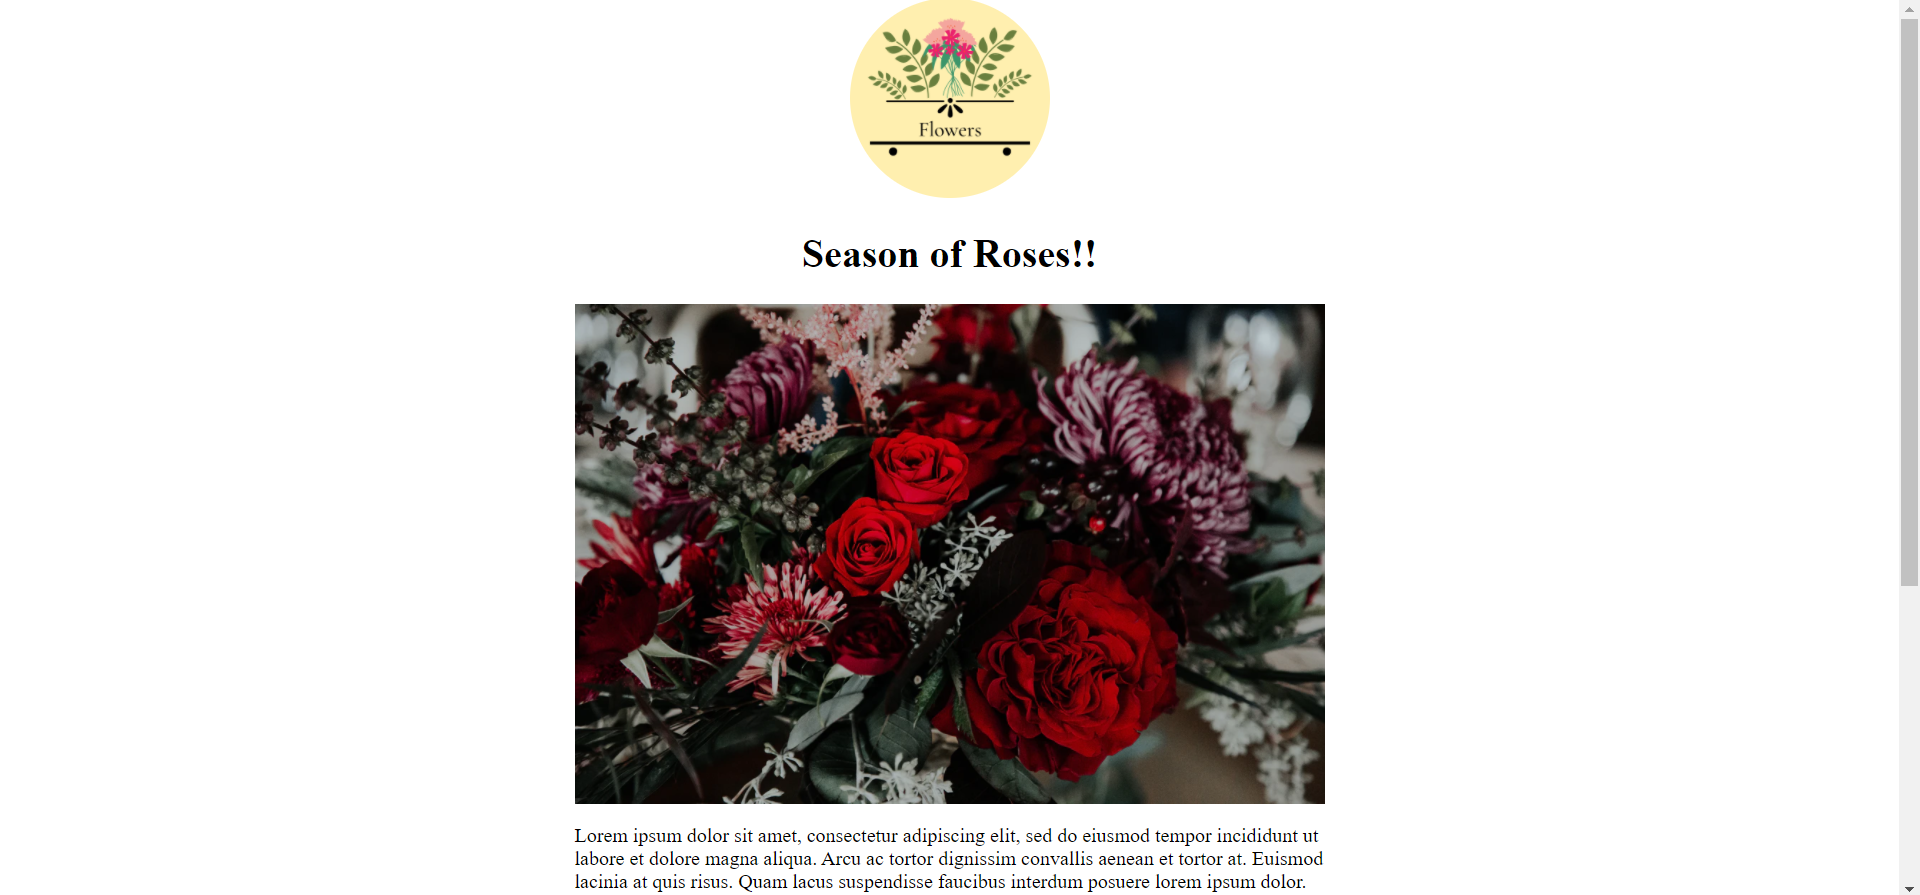 Flowers
Season of Roses!!
Lorem ipsum dolor sit amet, consectetur adipiscing elit, sed do eiusmod tempor incididunt ut
labore et dolore magna aliqua. Arcu ac tortor dignissim convallis aenean et tortor at. Euismod
lacinia at quis risus. Quam lacus suspendisse faucibus interdum posuere lorem ipsum dolor.